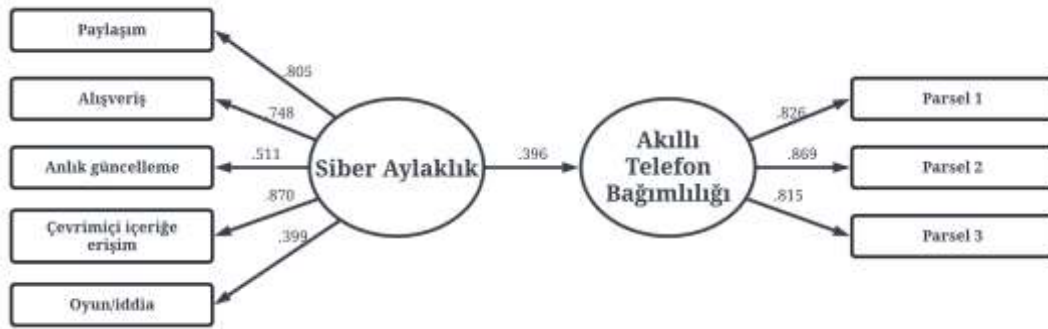 Paylaşım
.805
Alışveriş
.748
Anlık güncelleme
.511
Çevrimiçi içeriğe
erişim
.870
Oyun/iddia
.399
Siber Aylaklık
.396
Akıllı
Telefon
Bağımlılığı
.826
Parsel 1
.869
Parsel 2
.815
Parsel 3